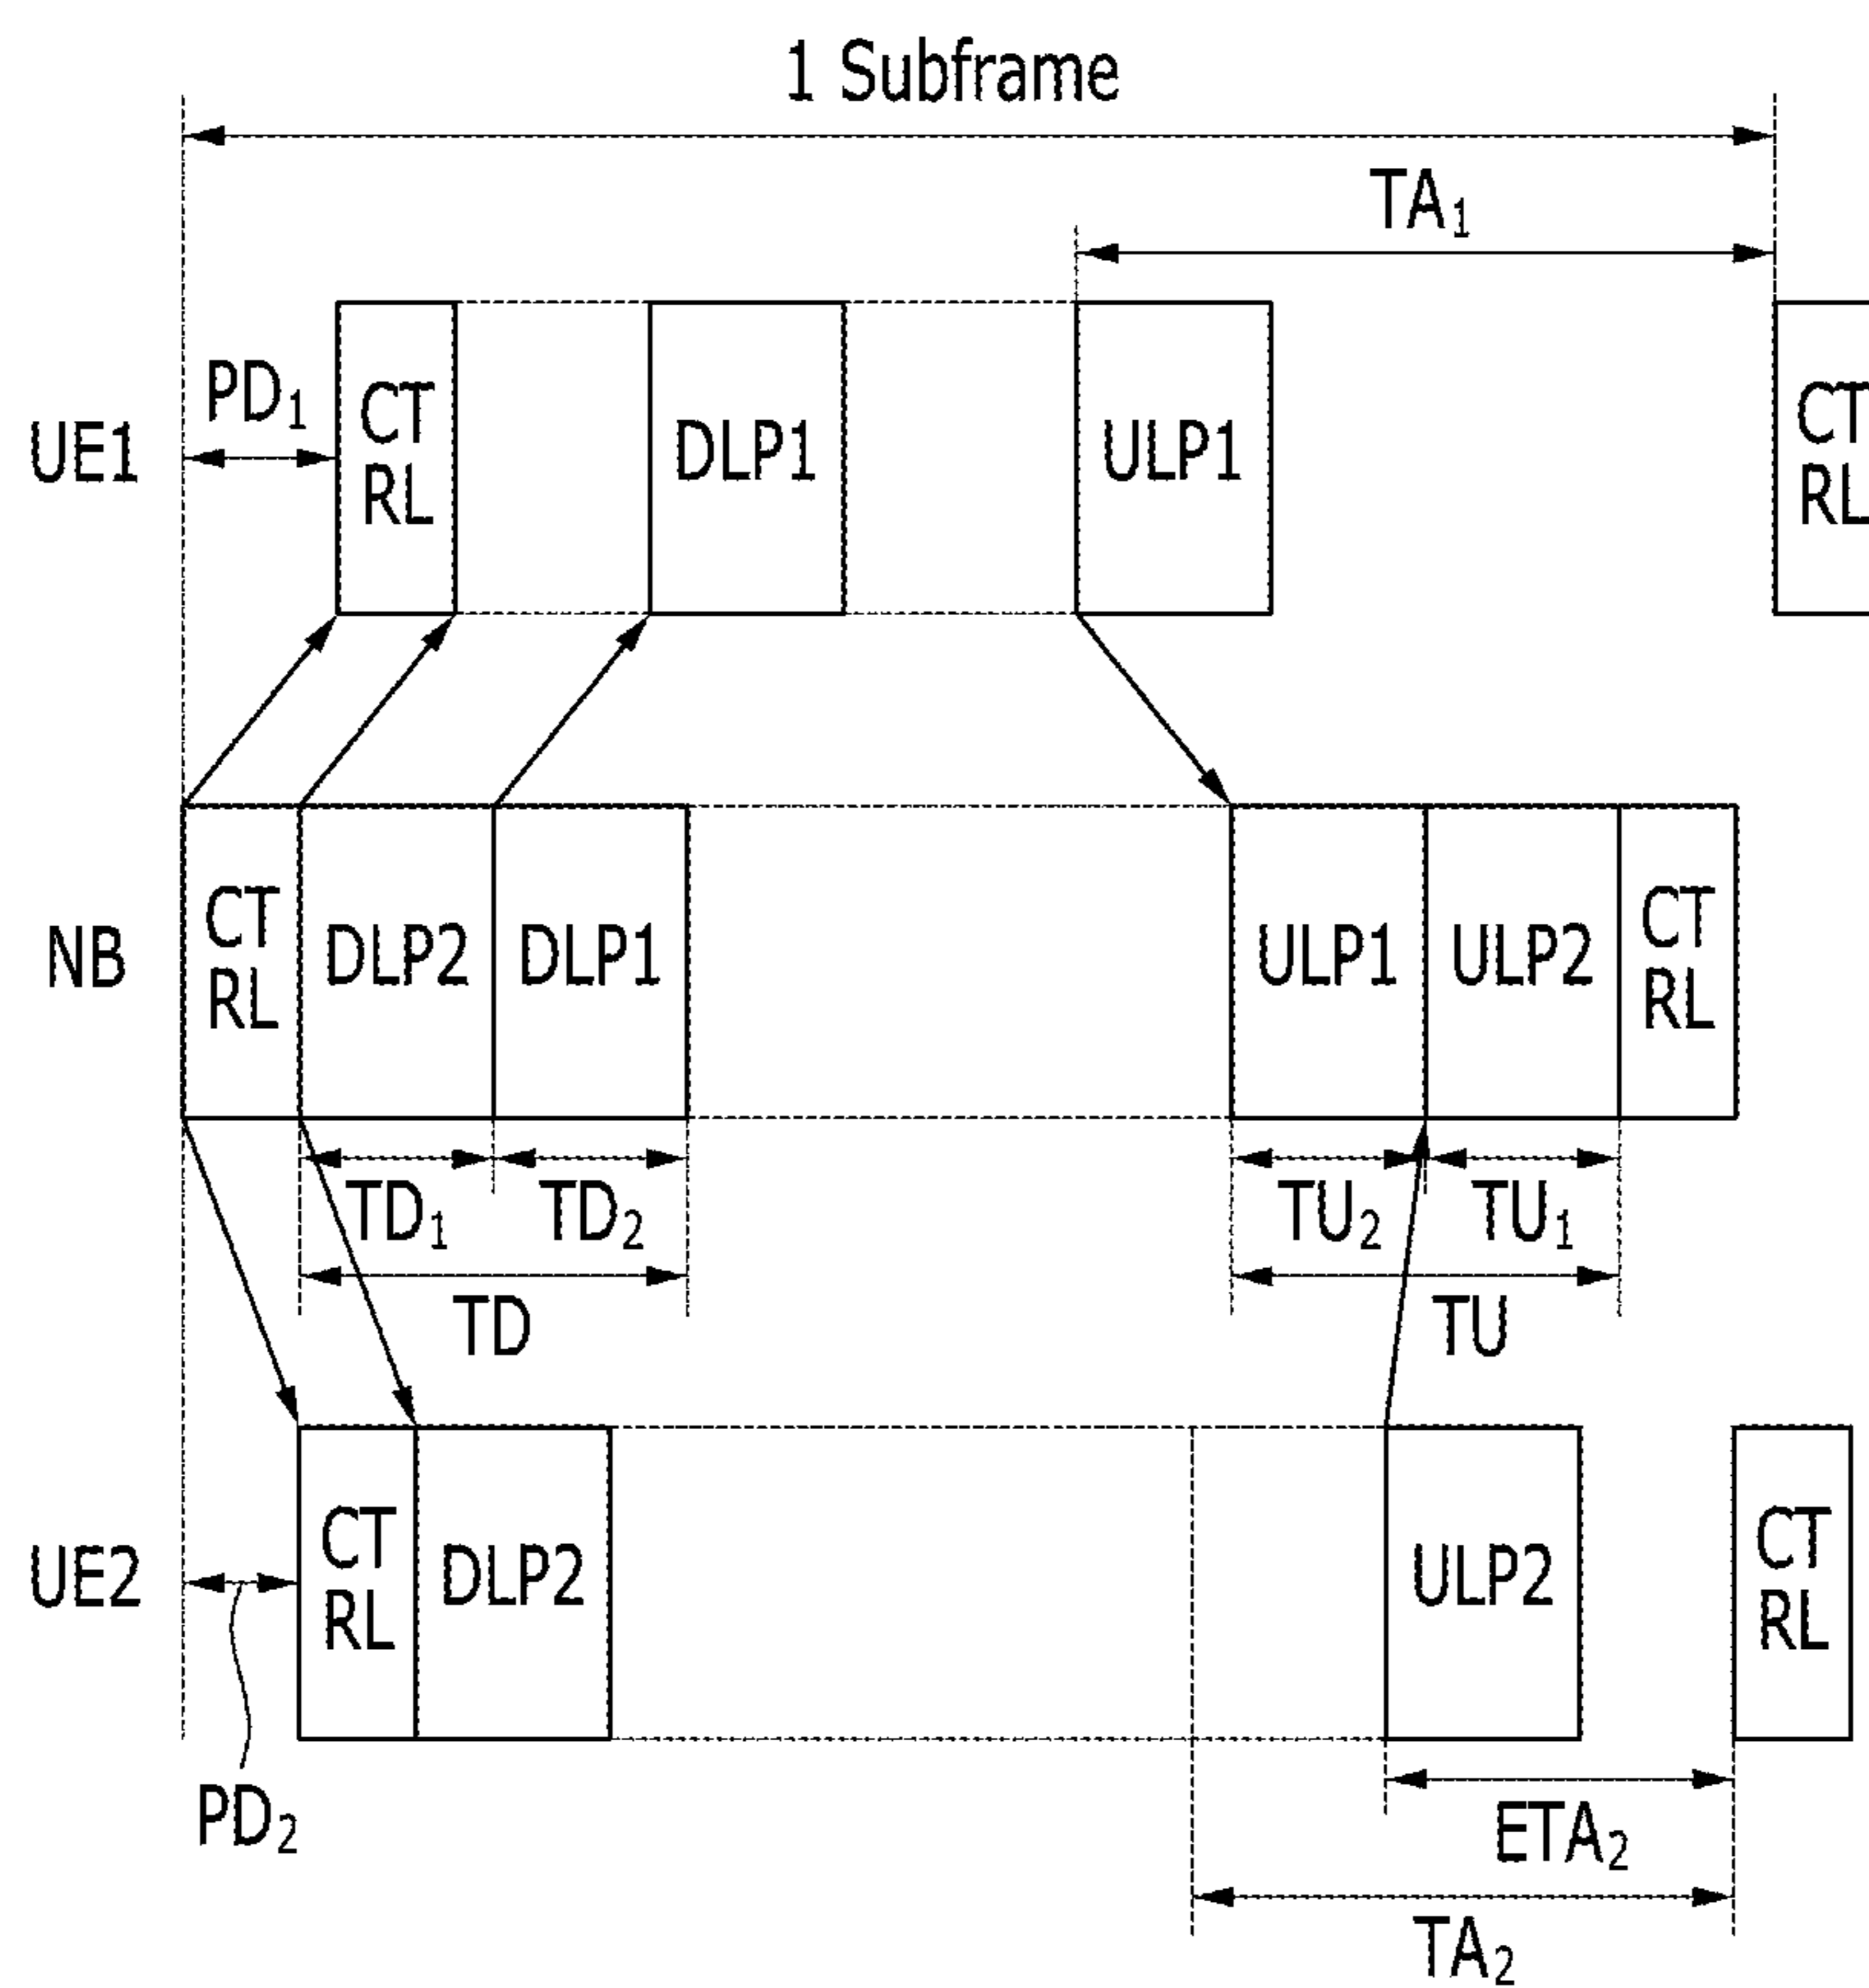 1 Subframe
TA1
PD1
UE1
CT
RL
DLP1
ULP1
CT
RL
NB
CT
RL
DLP2
DLP1
ULP1
ULP2
CT
RL
TD1
TD2
TU2
TU1
TD
TU
UE2
CT
RL
DLP2
ULP2
CT
RL
PD2
ETA2
TA2